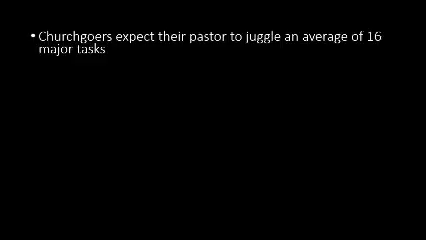 • Churchgoers expect their pastor to juggle an average of 16
major tasks